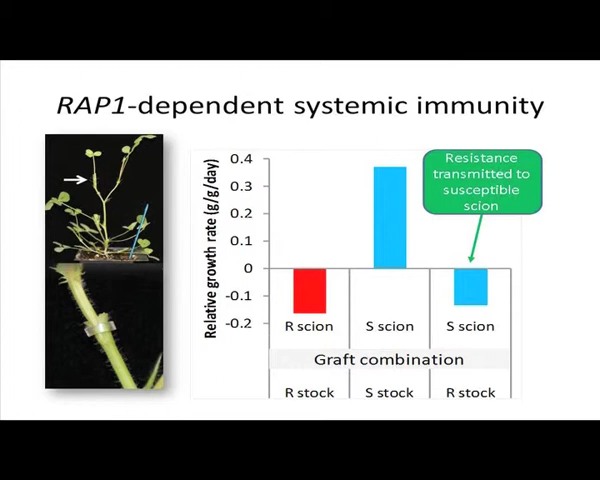 RAP1-dependent systemic immunity
Resistance
transmitted to
susceptible
scion
Relative growth rate (g/g/day)
0.4
0.3
0.2
0.1
0
-0.1
-0.2
R scion
S scion
S scion
Graft combination
R stock
S stock
R stock